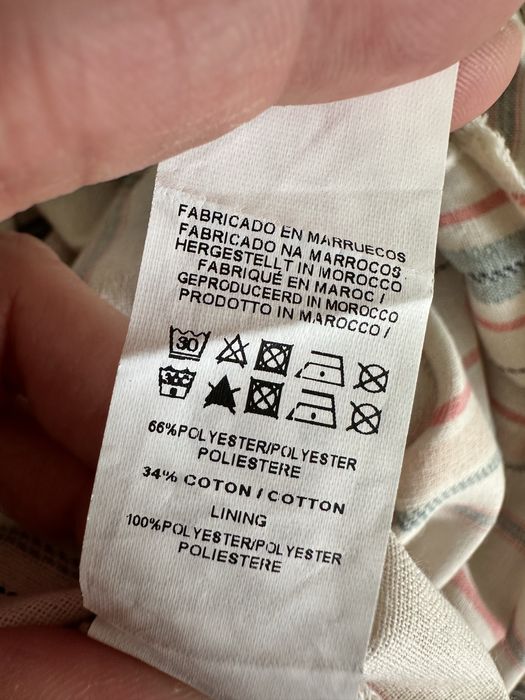 FABRICADO EN MARRUECOS
FABRICADO NA MARROCOS
HERGESTELLT IN MOROCCO
FABRIQUÉ EN MAROC /
GEPRODUCEERD IN MOROCCO
PRODOTTO IN MAROCCO /
30
66%POLYESTER/POLYESTER
POLIESTERE
34% COTON / COTTON
LINING
100%POLYESTER/POLYESTER
POLIESTERE